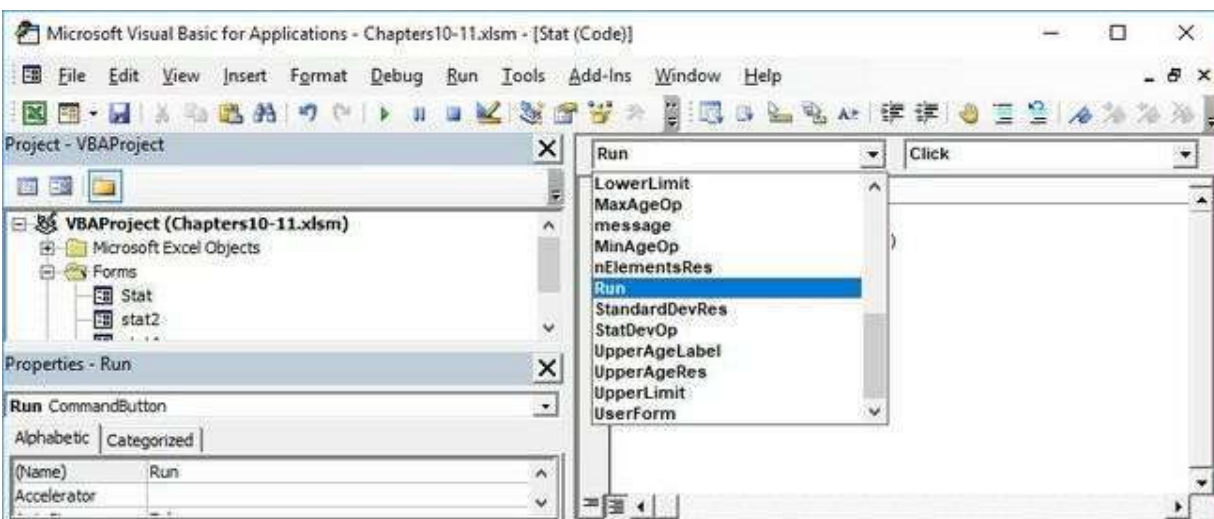 Microsoft Visual Basic for Applications - Chapters10-11.xlsm - [Stat (Code)]
File Edit View Insert Format Debug Run Tools Add-Ins Window Help
Project - VBAProject
VBAProject (Chapters10-11.xlsm)
Microsoft Excel Objects
Forms
Stat
stat2
Properties - Run
Run CommandButton
Alphabetic Categorized
(Name) Run
Accelerator
Run Click
LowerLimit
MaxAgeOp
message
MinAgeOp
nElementsRes
Run
StandardDevRes
StatDevOp
UpperAgeLabel
UpperAgeRes
UpperLimit
UserForm
)